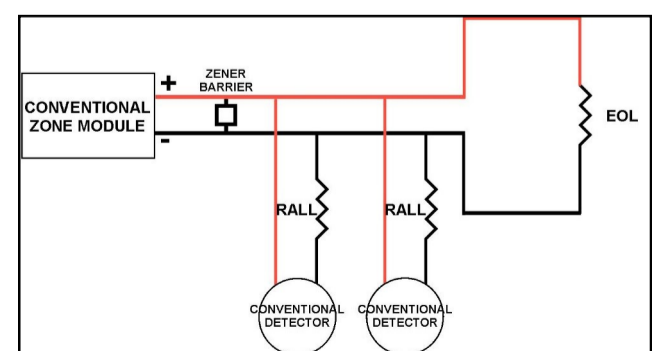 CONVENTIONAL
ZONE MODULE
+
-
ZENER
BARRIER
EOL
RALL
RALL
CONVENTIONAL
DETECTOR
CONVENTIONAL
DETECTOR